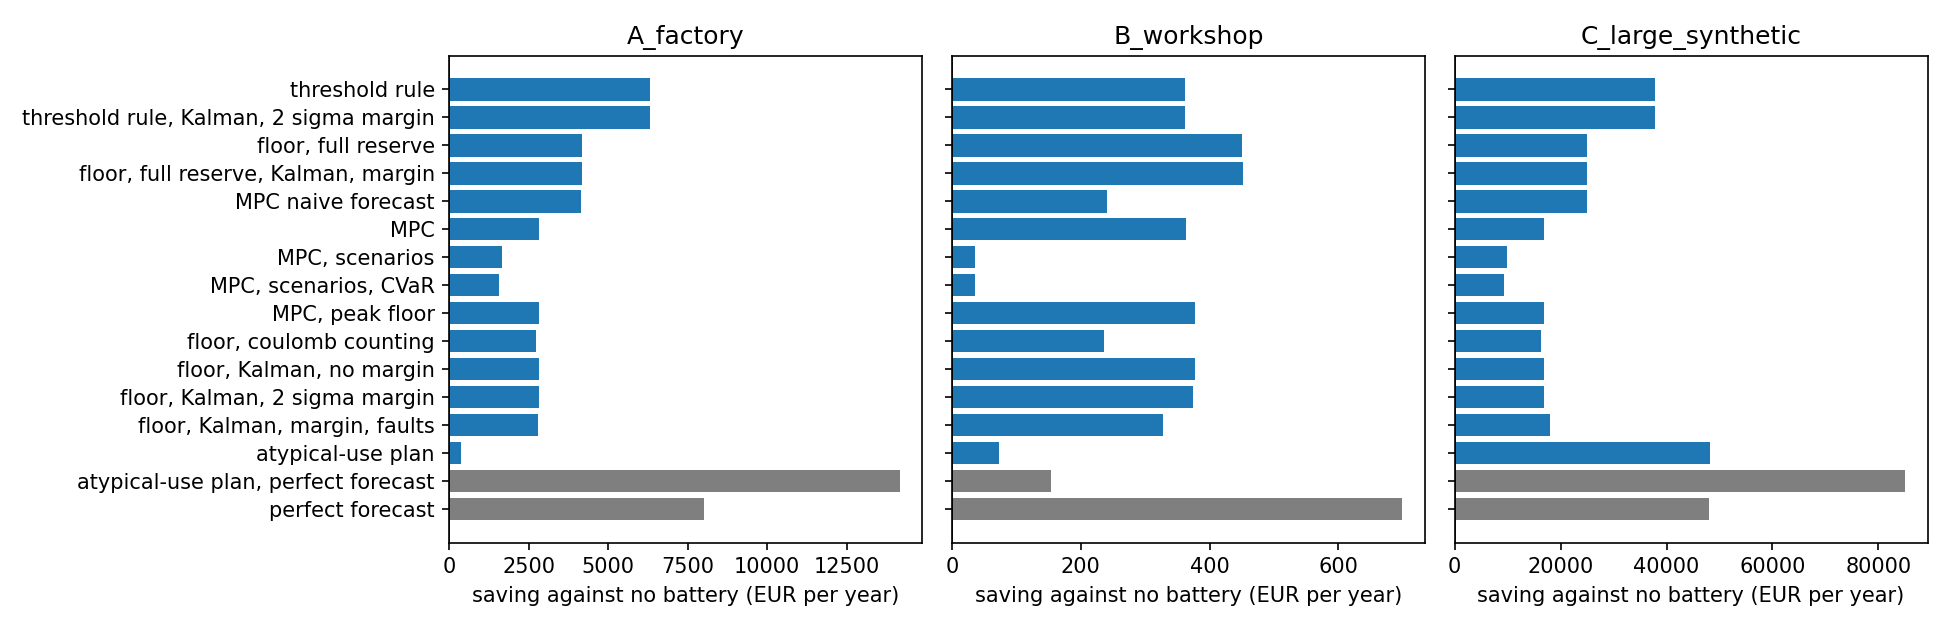 A_factory
B_workshop
C_large_synthetic
threshold rule
threshold rule, Kalman, 2 sigma margin
floor, full reserve
floor, full reserve, Kalman, margin
MPC naive forecast
MPC
MPC, scenarios
MPC, scenarios, CVaR
MPC, peak floor
floor, coulomb counting
floor, Kalman, no margin
floor, Kalman, 2 sigma margin
floor, Kalman, margin, faults
atypical-use plan
atypical-use plan, perfect forecast
perfect forecast
0 2500 5000 7500 10000 12500
0 200 400 600
0 20000 40000 60000 80000
saving against no battery (EUR per year)
saving against no battery (EUR per year)
saving against no battery (EUR per year)